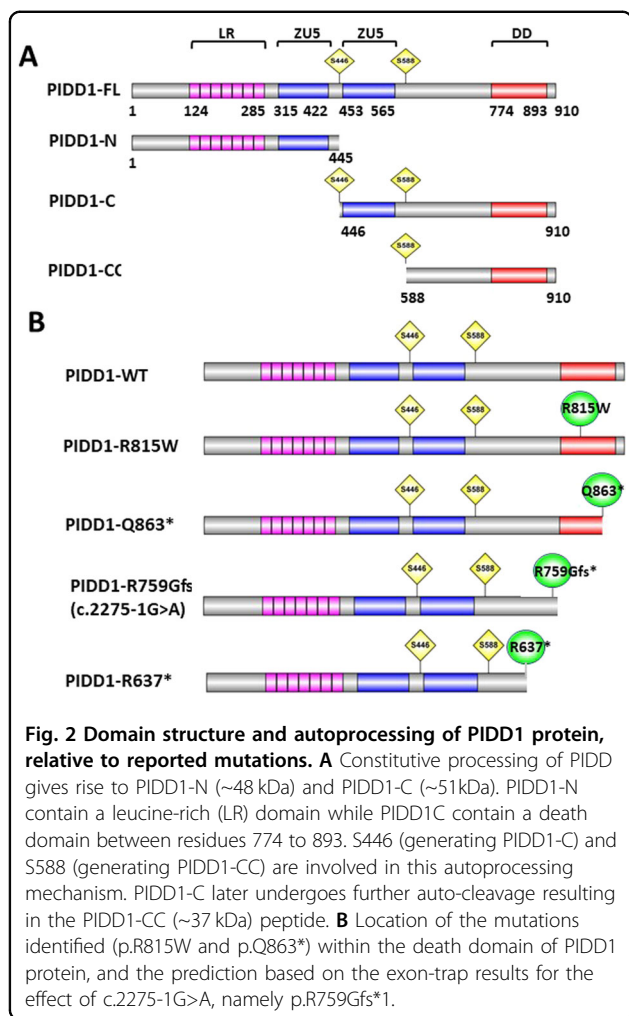 LR ZU5 ZU5 DD
A
S446 S588
PIDD1-FL
1 124 285 315 422 453 565 774 893 910
PIDD1-N
1 445
S446 S588
PIDD1-C
446 910
S588
PIDD1-CC
588 910
B
S446 S588
PIDD1-WT
S446 S588 R815W
PIDD1-R815W
S446 S588 Q863*
PIDD1-Q863*
S446 S588 R759Gfs*
PIDD1-R759Gfs
(c.2275-1G>A)
S446 S588 R637*
PIDD1-R637*
Fig. 2 Domain structure and autoprocessing of PIDD1 protein,
relative to reported mutations. A Constitutive processing of PIDD
gives rise to PIDD1-N (~48 kDa) and PIDD1-C (~51kDa). PIDD1-N
contain a leucine-rich (LR) domain while PIDD1C contain a death
domain between residues 774 to 893. S446 (generating PIDD1-C) and
S588 (generating PIDD1-CC) are involved in this autoprocessing
mechanism. PIDD1-C later undergoes further auto-cleavage resulting
in the PIDD1-CC (~37 kDa) peptide. B Location of the mutations
identified (p.R815W and p.Q863*) within the death domain of PIDD1
protein, and the prediction based on the exon-trap results for the
effect of c.2275-1G>A, namely p.R759Gfs*1.